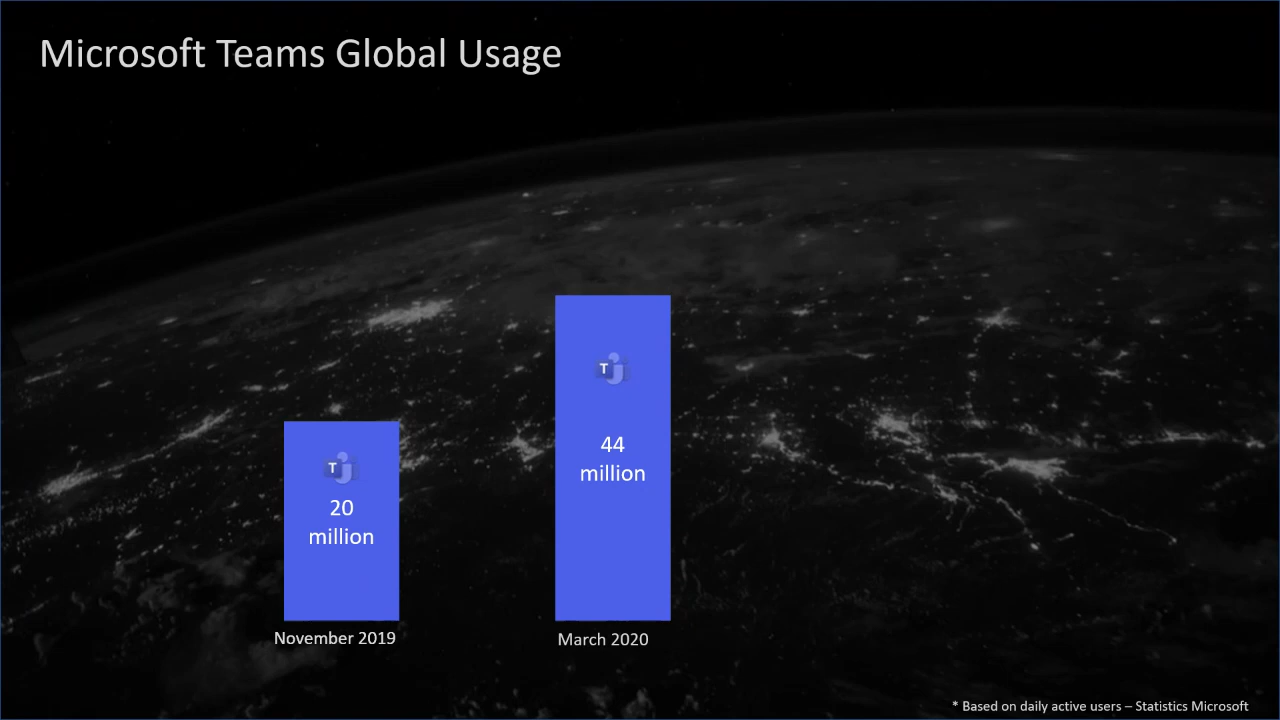 Microsoft Teams Global Usage
T
44
million
T
20
million
November 2019
March 2020
* Based on daily active users – Statistics Microsoft